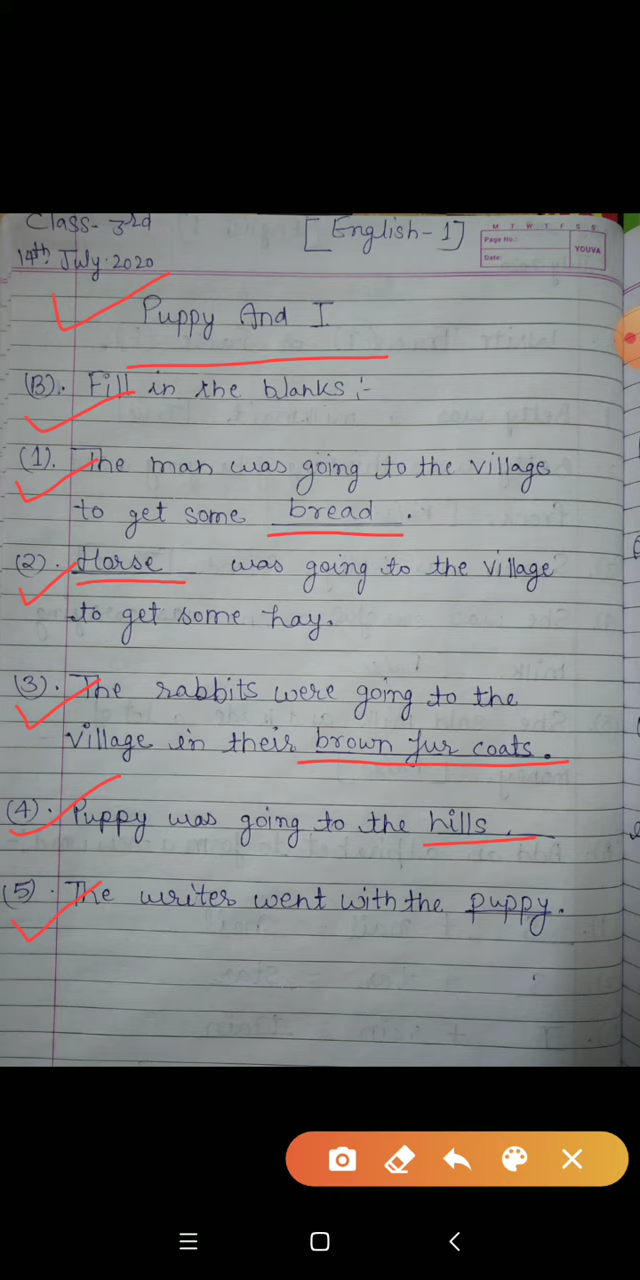 Class- 3rd
[English-1]
M T W T F S S
Page No.:
YOUVA
Date:
14th July.2020
Puppy And I
(B). Fill in the blanks :-
(1). The man was going to the village
to get some bread.
(2). Horse was going to the village
to get some hay.
(3). The rabbits were going to the
village in their brown fur coats.
(4). Puppy was going to the hills.
(5). The writer went with the puppy.